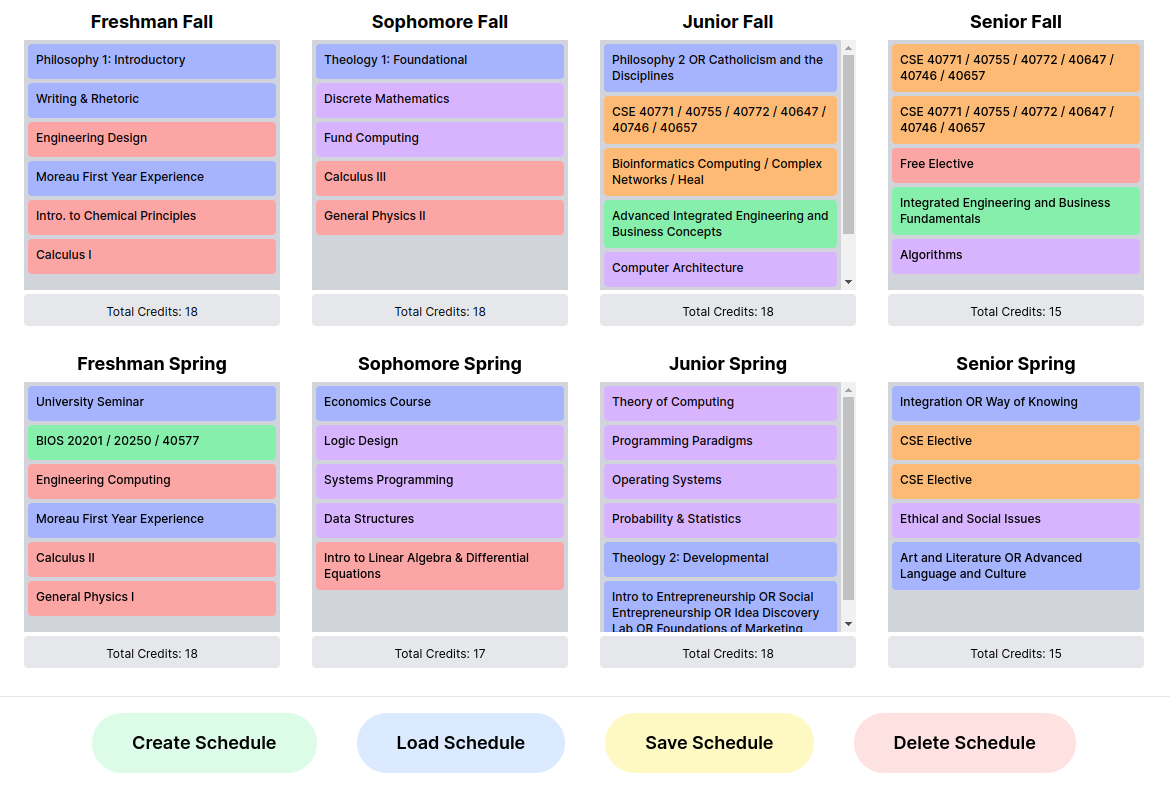 Freshman Fall
Philosophy 1: Introductory
Writing & Rhetoric
Engineering Design
Moreau First Year Experience
Intro. to Chemical Principles
Calculus I
Total Credits: 18
Sophomore Fall
Theology 1: Foundational
Discrete Mathematics
Fund Computing
Calculus III
General Physics II
Total Credits: 18
Junior Fall
Philosophy 2 OR Catholicism and the
Disciplines
CSE 40771 / 40755 / 40772 / 40647 /
40746 / 40657
Bioinformatics Computing / Complex
Networks / Heal
Advanced Integrated Engineering and
Business Concepts
Computer Architecture
Total Credits: 18
Senior Fall
CSE 40771 / 40755 / 40772 / 40647 /
40746 / 40657
CSE 40771 / 40755 / 40772 / 40647 /
40746 / 40657
Free Elective
Integrated Engineering and Business
Fundamentals
Algorithms
Total Credits: 15
Freshman Spring
University Seminar
BIOS 20201 / 20250 / 40577
Engineering Computing
Moreau First Year Experience
Calculus II
General Physics I
Total Credits: 18
Sophomore Spring
Economics Course
Logic Design
Systems Programming
Data Structures
Intro to Linear Algebra & Differential
Equations
Total Credits: 17
Junior Spring
Theory of Computing
Programming Paradigms
Operating Systems
Probability & Statistics
Theology 2: Developmental
Intro to Entrepreneurship OR Social
Entrepreneurship OR Idea Discovery
Lab OR Foundations of Marketing
Total Credits: 18
Senior Spring
Integration OR Way of Knowing
CSE Elective
CSE Elective
Ethical and Social Issues
Art and Literature OR Advanced
Language and Culture
Total Credits: 15
Create Schedule
Load Schedule
Save Schedule
Delete Schedule